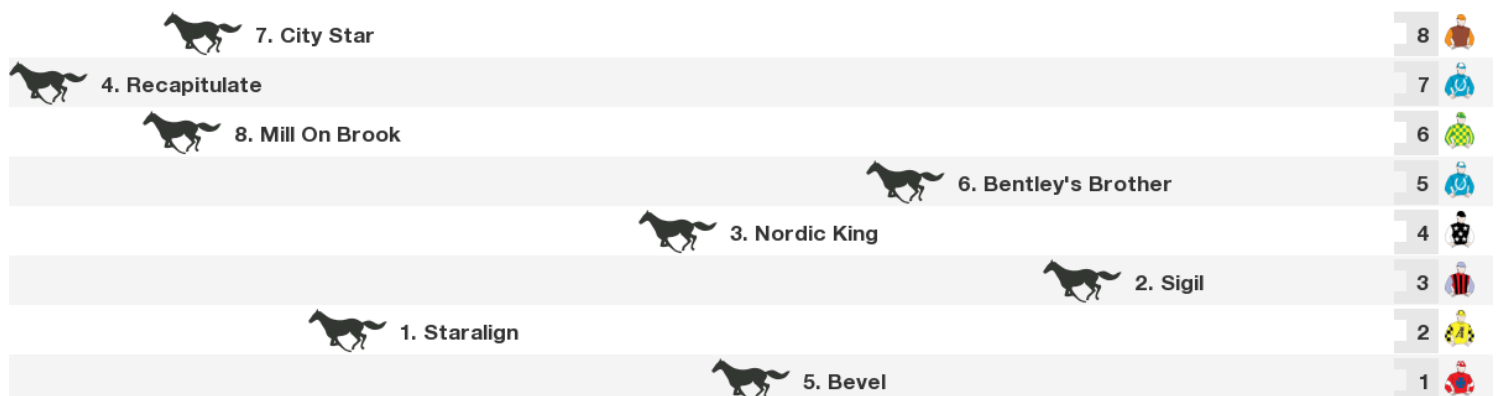 7. City Star 8
4. Recapitulate 7
8. Mill On Brook 6
6. Bentley's Brother 5
3. Nordic King 4
2. Sigil 3
1. Staralign 2
5. Bevel 1